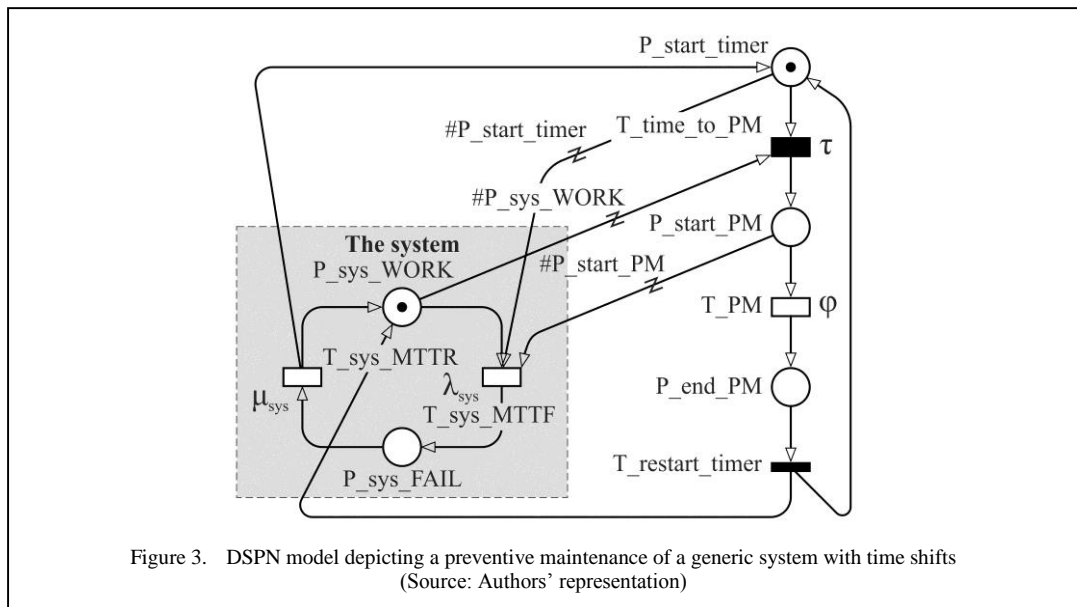 P_start_timer
#P_start_timer
T_time_to_PM
τ
#P_sys_WORK
P_start_PM
The system
P_sys_WORK
#P_start_PM
T_PM
φ
T_sys_MTTR
λsys
μsys
T_sys_MTTF
P_end_PM
P_sys_FAIL
T_restart_timer
Figure 3. DSPN model depicting a preventive maintenance of a generic system with time shifts
(Source: Authors’ representation)